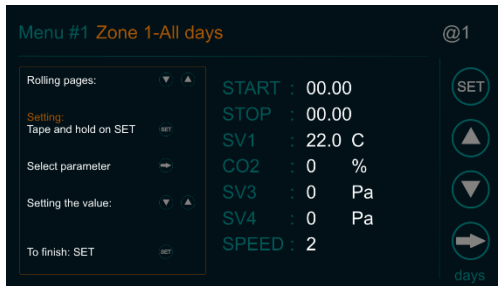 Menu #1 Zone 1-All days
@1
Rolling pages:
Setting:
Tape and hold on SET
SET
Select parameter
Setting the value:
To finish: SET
SET
START : 00.00
STOP : 00.00
SV1 : 22.0 C
CO2 : 0 %
SV3 : 0 Pa
SV4 : 0 Pa
SPEED : 2
SET
days